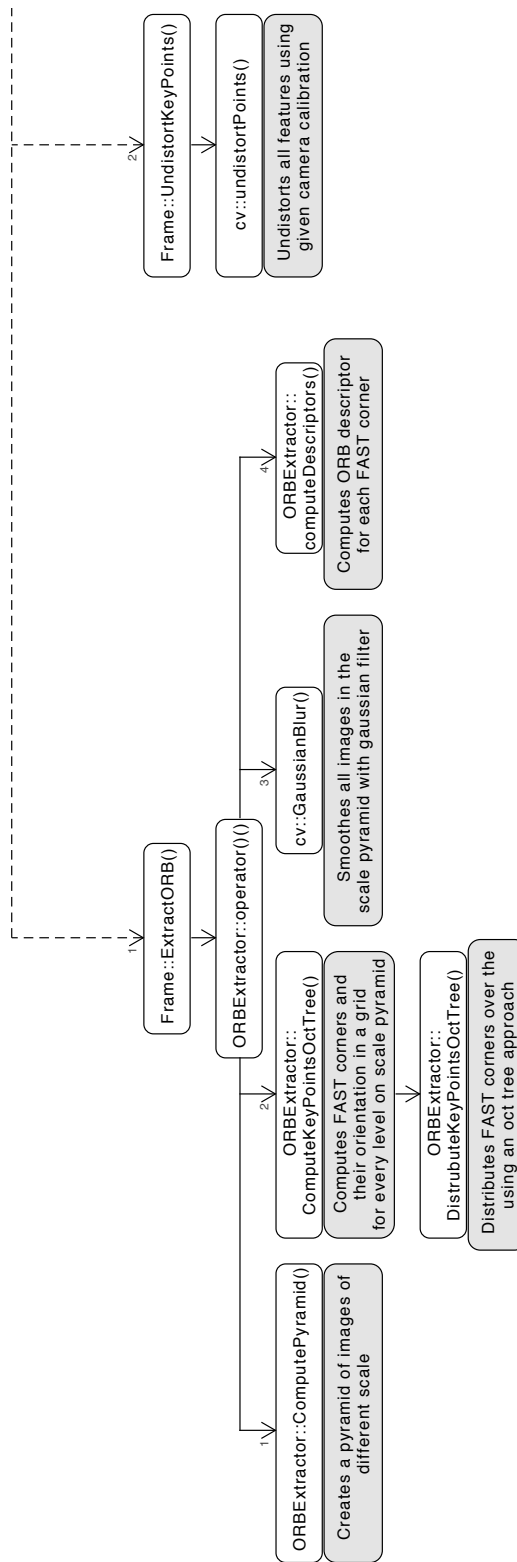 1
Frame::ExtractORB()
2
Frame::UndistortKeyPoints()
ORBExtractor::operator()()
cv::undistortPoints()
Undistorts all features using
given camera calibration
1
ORBExtractor::ComputePyramid()
Creates a pyramid of images of
different scale
2
ORBExtractor::
ComputeKeyPointsOctTree()
Computes FAST corners and
their orientation in a grid
for every level on scale pyramid
3
cv::GaussianBlur()
Smoothes all images in the
scale pyramid with gaussian filter
4
ORBExtractor::
computeDescriptors()
Computes ORB descriptor
for each FAST corner
ORBExtractor::
DistrubuteKeyPointsOctTree()
Distributes FAST corners over the
using an oct tree approach